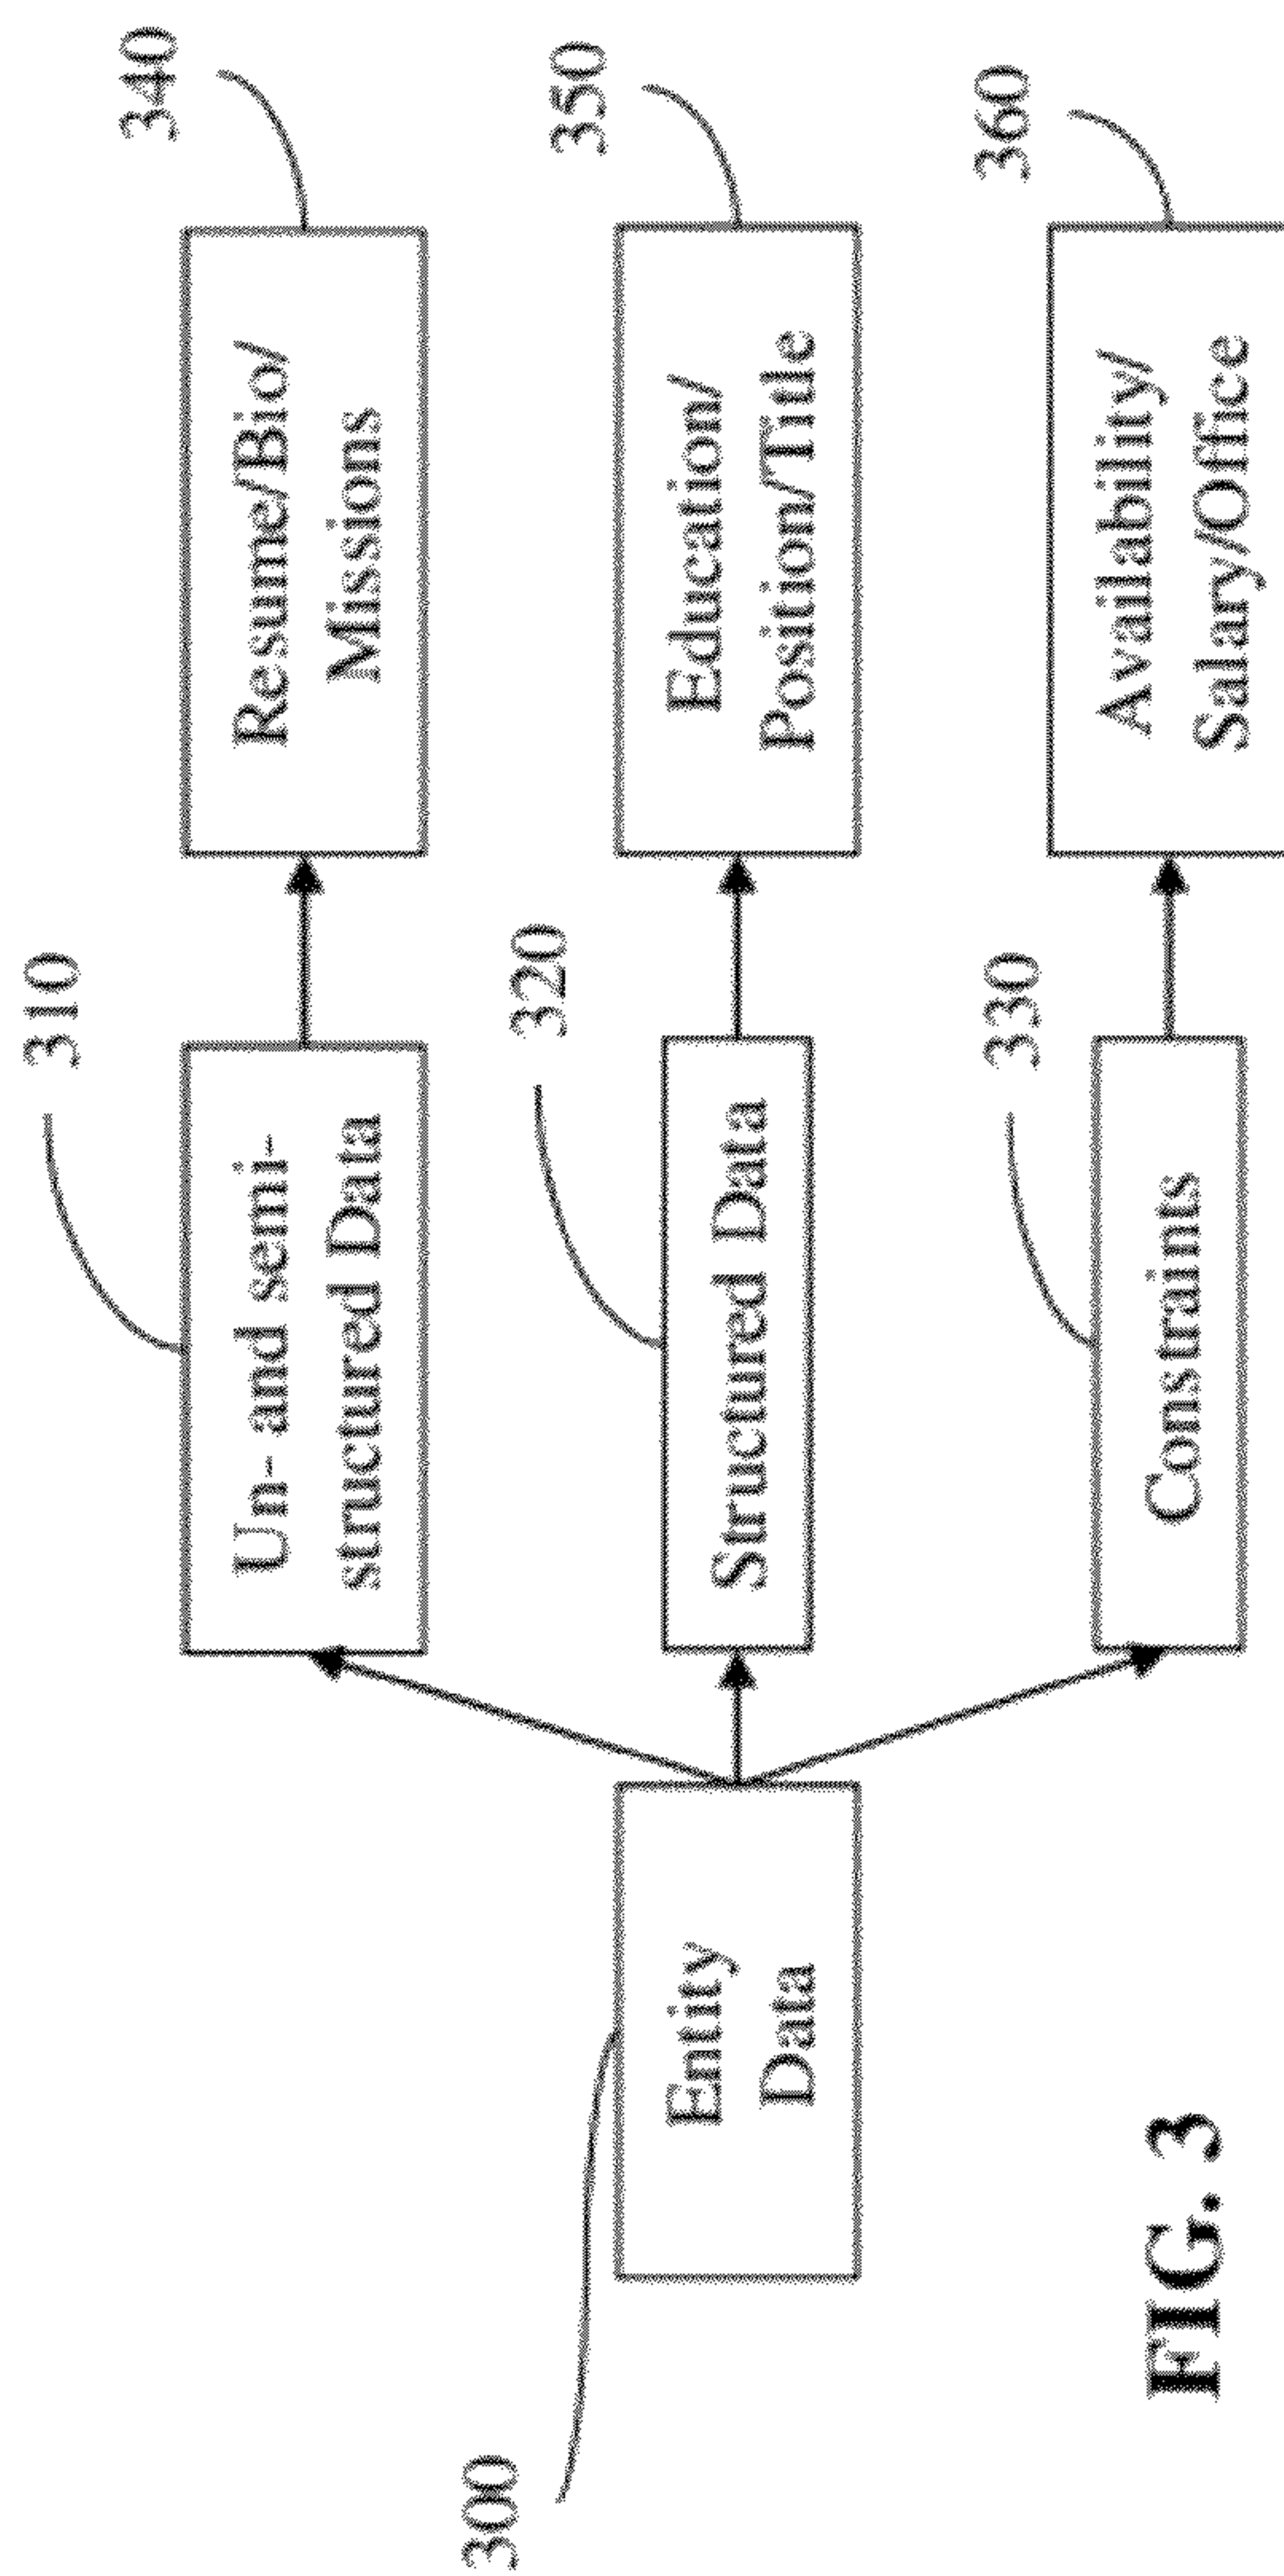 310
340
Un- and semi-
structured Data
Resume/Bio/
Missions
300
320
350
Entity
Data
Structured Data
Education/
Position/Title
330
360
Constraints
Availability/
Salary/Office
FIG. 3